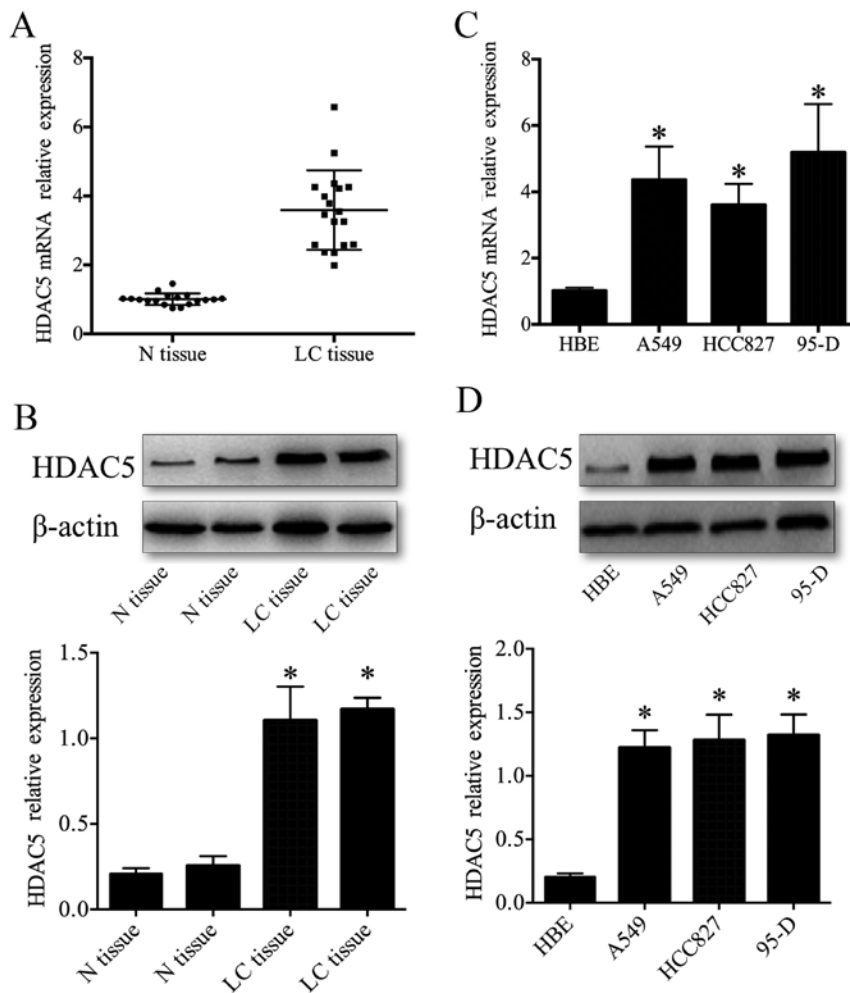 A
HDAC5 mRNA relative expression
8
6
4
2
0
N tissue
LC tissue
C
HDAC5 mRNA relative expression
8
6
4
2
0
*
*
*
HBE
A549
HCC827
95-D
B
HDAC5
β-actin
N tissue
N tissue
LC tissue
LC tissue
HDAC5 relative expression
1.5
1.0
0.5
0.0
*
*
N tissue
N tissue
LC tissue
LC tissue
D
HDAC5
β-actin
HBE
A549
HCC827
95-D
HDAC5 relative expression
2.0
1.5
1.0
0.5
0.0
*
*
*
HBE
A549
HCC827
95-D